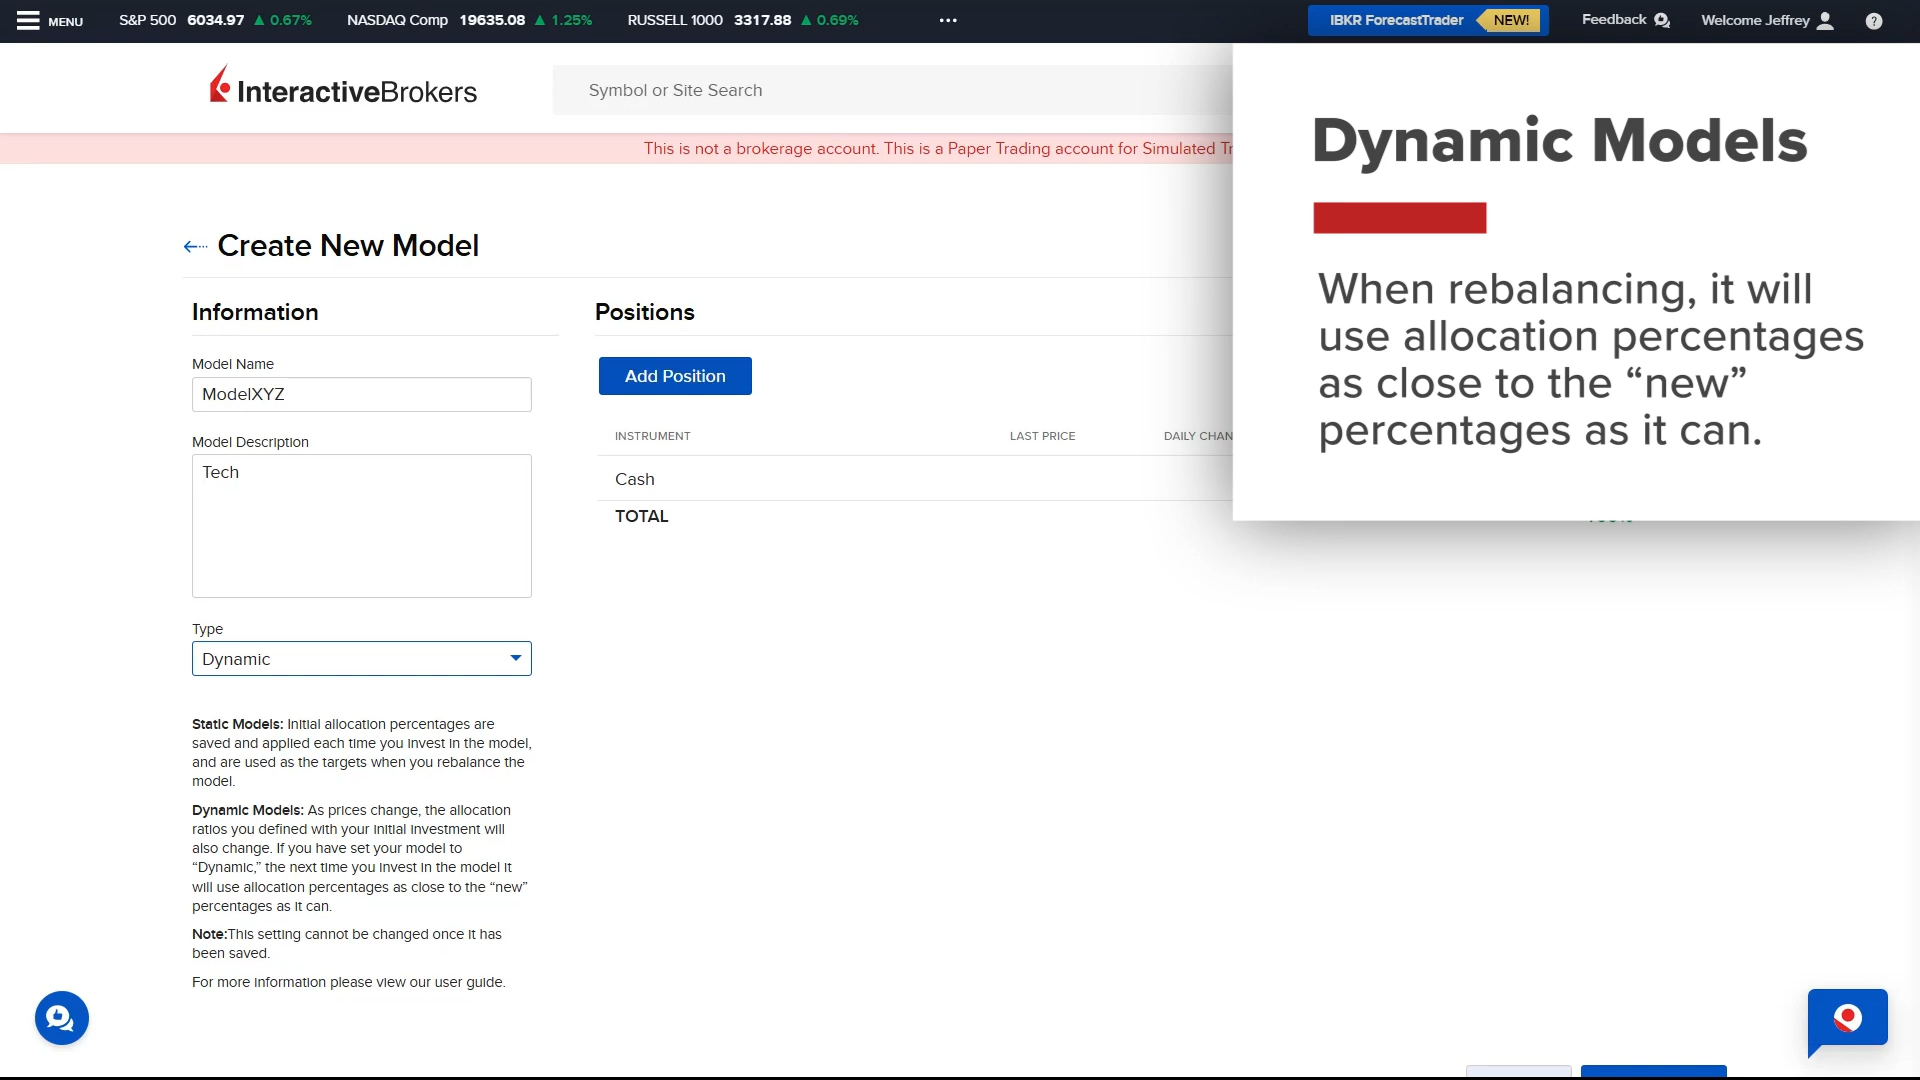 MENU
S&P 500 6034.97 ▲ 0.67% NASDAQ Comp 19635.08 ▲ 1.25% RUSSELL 1000 3317.88 ▲ 0.69% •••
IBKR ForecastTrader NEW! Feedback Welcome Jeffrey ?
InteractiveBrokers
Symbol or Site Search
This is not a brokerage account. This is a Paper Trading account for Simulated
Dynamic Models
When rebalancing, it will
use allocation percentages
as close to the “new”
percentages as it can.
Create New Model
Information
Model Name
ModelXYZ
Model Description
Tech
Type
Dynamic
Static Models: Initial allocation percentages are
saved and applied each time you invest in the model,
and are used as the targets when you rebalance the
model.
Dynamic Models: As prices change, the allocation
ratios you defined with your initial investment will
also change. If you have set your model to
“Dynamic,” the next time you invest in the model it
will use allocation percentages as close to the “new”
percentages as it can.
Note:This setting cannot be changed once it has
been saved.
For more information please view our user guide.
Positions
Add Position
INSTRUMENT LAST PRICE DAILY CHAN
Cash
TOTAL